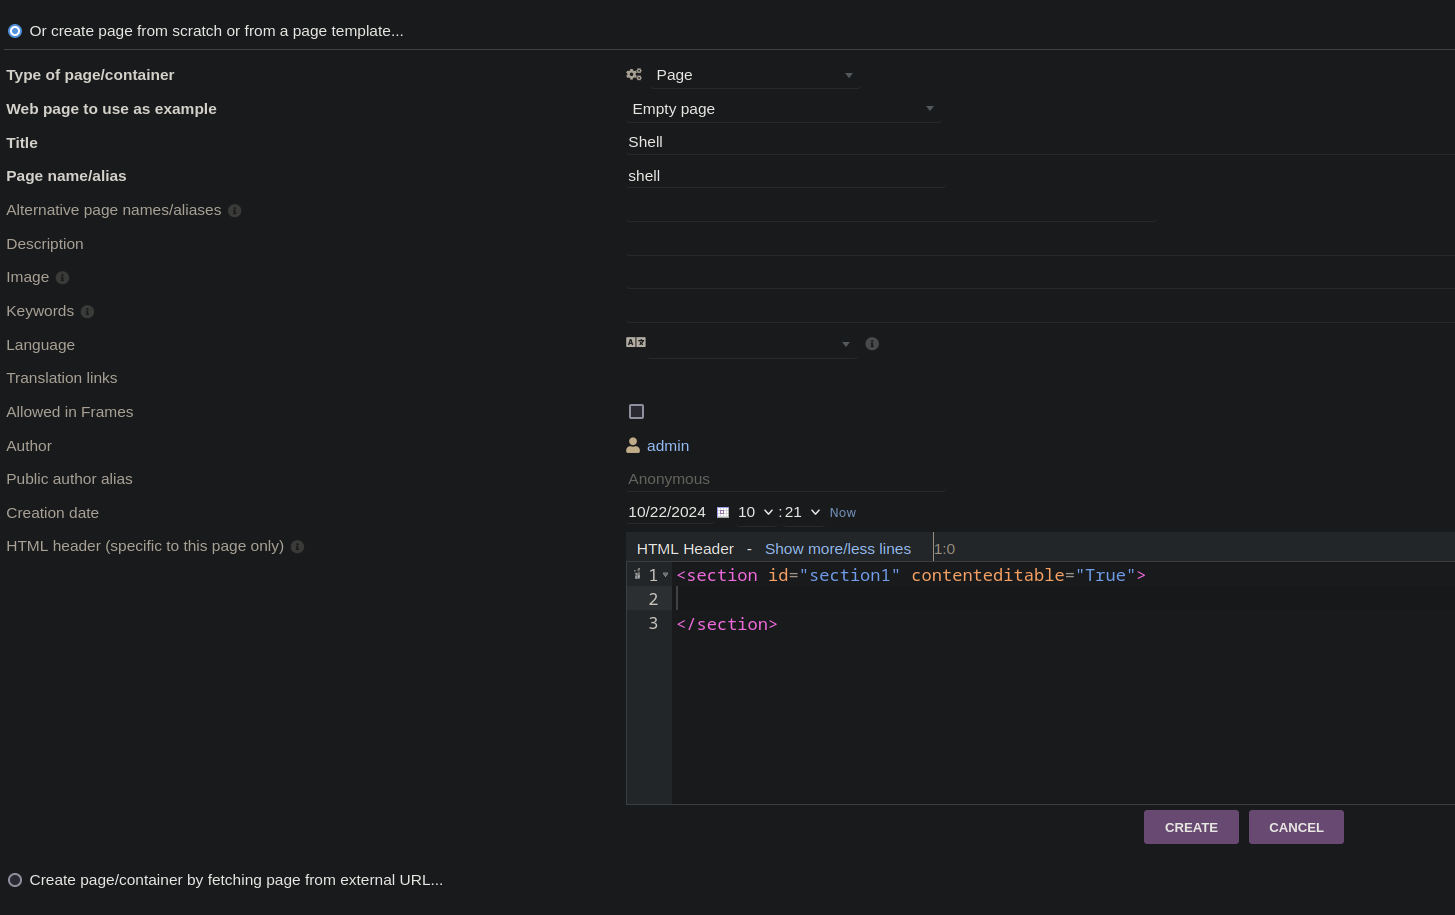 Or create page from scratch or from a page template...
Type of page/container Page
Web page to use as example Empty page
Title Shell
Page name/alias shell
Alternative page names/aliases
Description
Image
Keywords
Language
Translation links
Allowed in Frames
Author admin
Public author alias Anonymous
Creation date 10/22/2024 10 : 21 Now
HTML header (specific to this page only) HTML Header - Show more/less lines 1:0
1 <section id="section1" contenteditable="True">
2
3 </section>
CREATE CANCEL
Create page/container by fetching page from external URL...